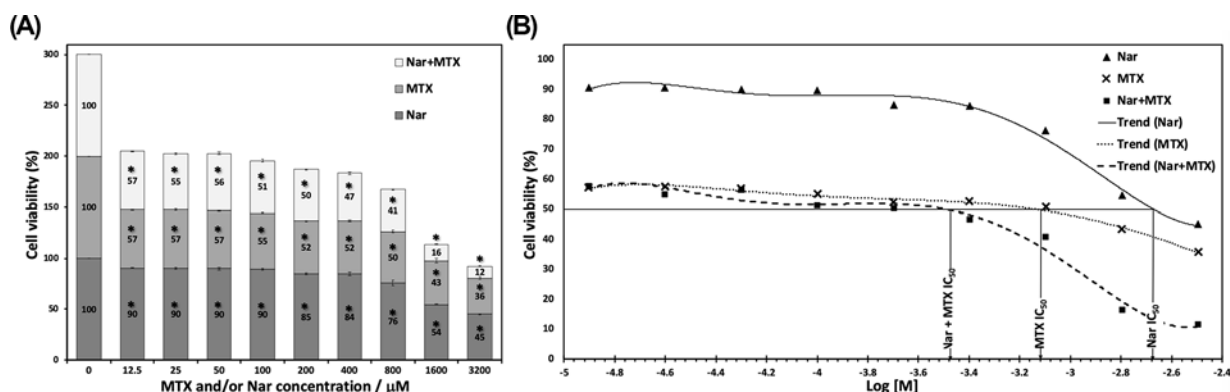 (A)
300
250
200
150
100
50
0
Cell viability (%)
Nar+MTX
MTX
Nar
100
100
100
* 57
* 57
* 90
* 55
* 57
* 90
* 56
* 57
* 90
* 51
* 55
* 90
* 50
* 52
* 85
* 47
* 52
* 84
* 41
* 50
* 76
* 16
* 43
* 54
* 12
* 36
* 45
0 12.5 25 50 100 200 400 800 1600 3200
MTX and/or Nar concentration / µM
(B)
100
90
80
70
60
50
40
30
20
10
0
Cell viability (%)
Nar
MTX
Nar+MTX
Trend (Nar)
Trend (MTX)
Trend (Nar+MTX)
Nar + MTX IC50
MTX IC50
Nar IC50
-5 -4.8 -4.6 -4.4 -4.2 -4 -3.8 -3.6 -3.4 -3.2 -3 -2.8 -2.6 -2.4
Log [M]